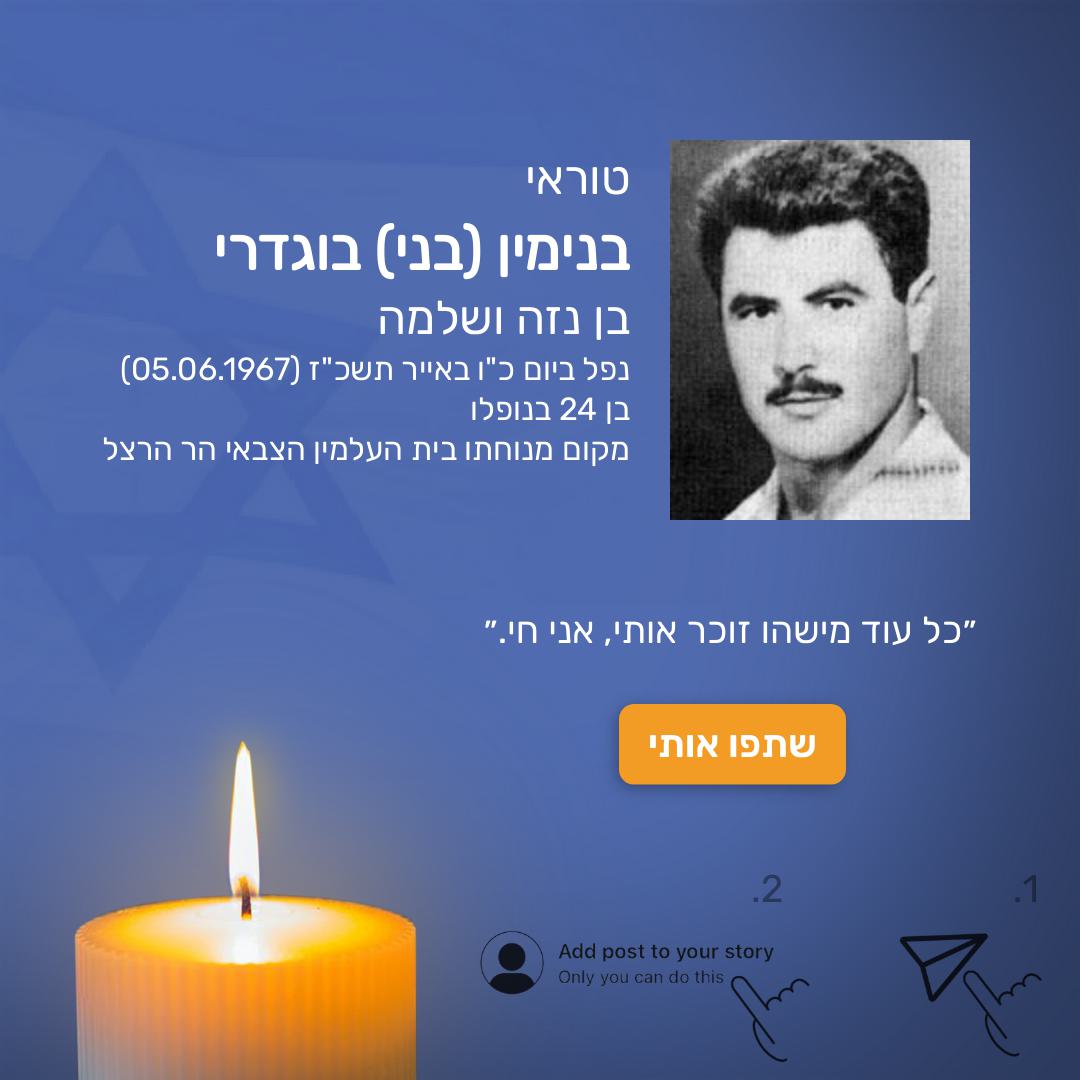 טוראי
בנימין (בני) בוגדרי
בן נזה ושלמה
נפל ביום כ"ו באייר תשכ"ז (05.06.1967)
בן 24 בנופלו
מקום מנוחתו בית העלמין הצבאי הר הרצל
״כל עוד מישהו זוכר אותי, אני חי.״
שתפו אותי
.1
.2
Add post to your story
Only you can do this